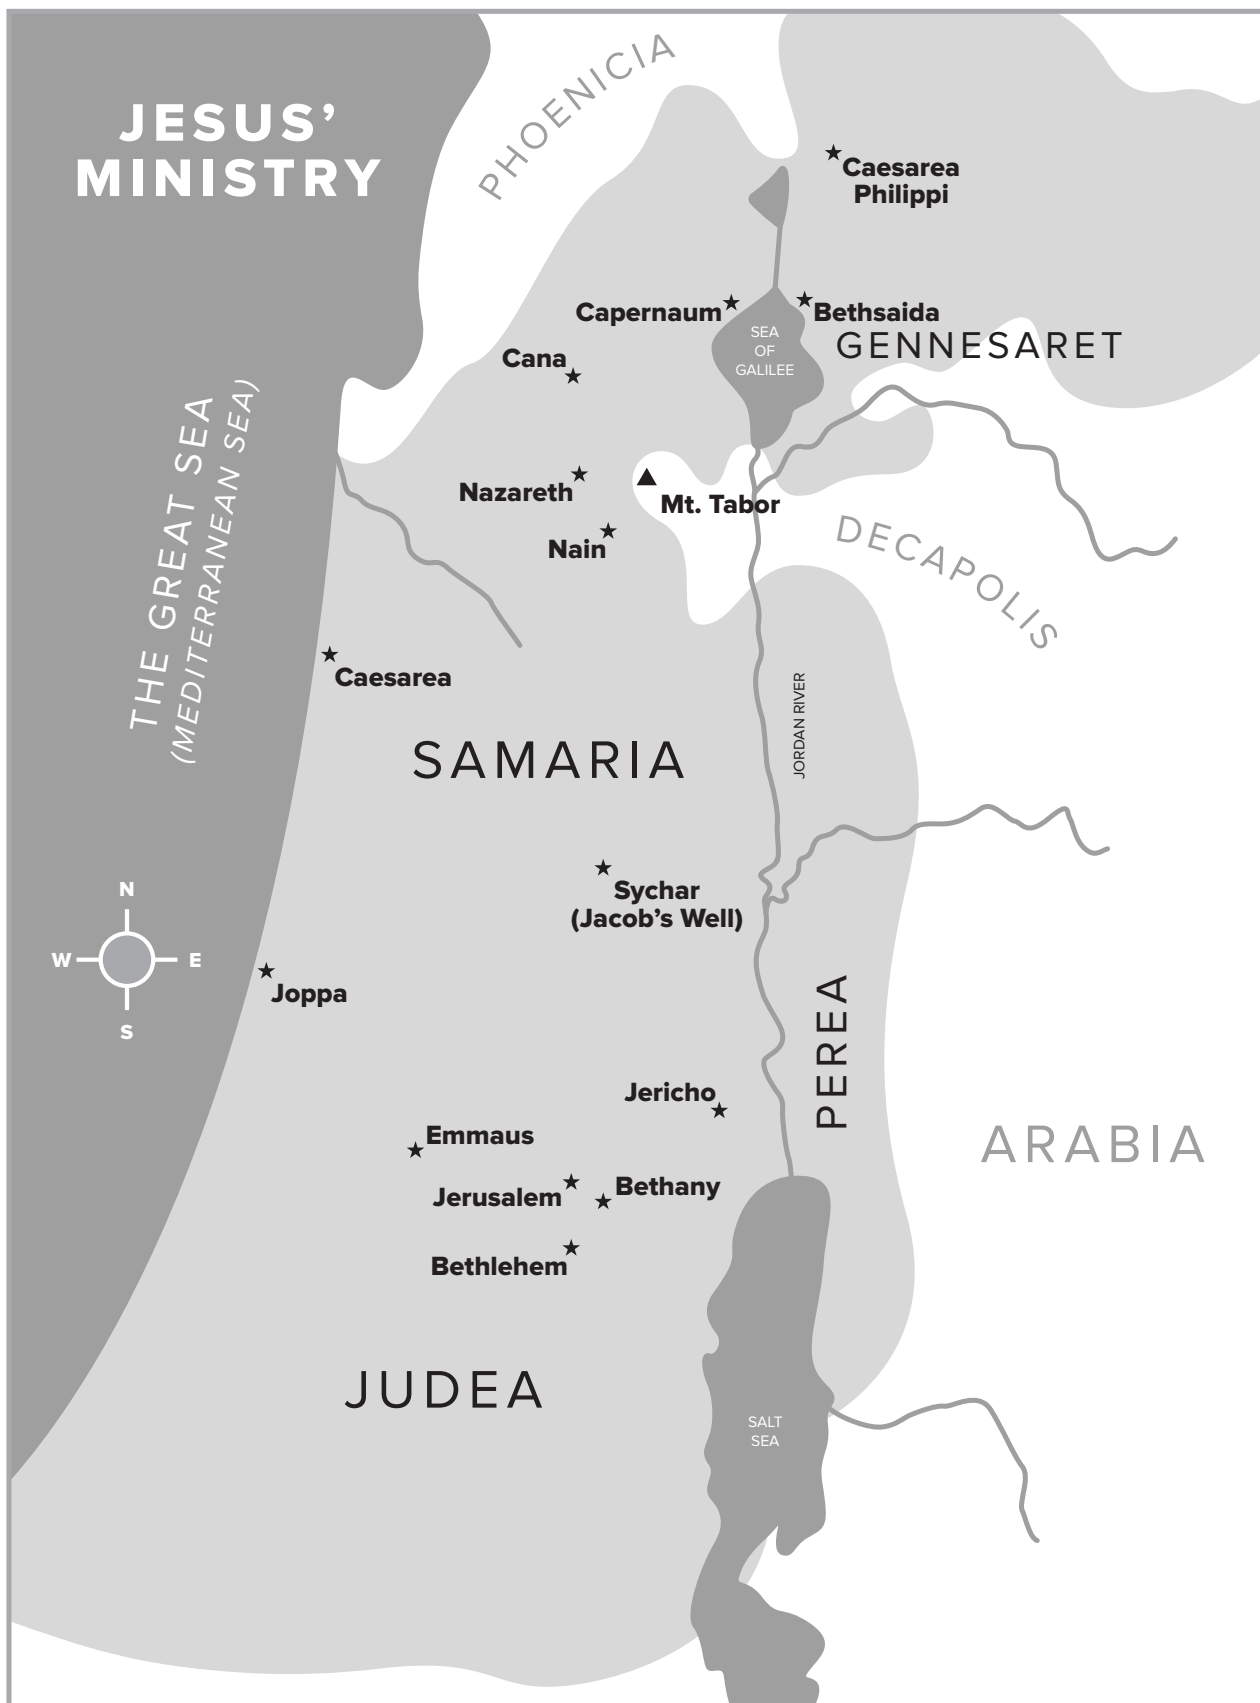 JESUS’
MINISTRY
PHOENICIA
Caesarea
Philippi
Capernaum
Bethsaida
SEA
OF
GALILEE
GENNESARET
Cana
THE GREAT SEA
(MEDITERRANEAN SEA)
Nazareth
Mt. Tabor
Nain
DECAPOLIS
Caesarea
JORDAN RIVER
SAMARIA
Sychar
(Jacob’s Well)
N
W E
S
Joppa
PEREA
Jericho
Emmaus
ARABIA
Jerusalem
Bethany
Bethlehem
JUDEA
SALT
SEA